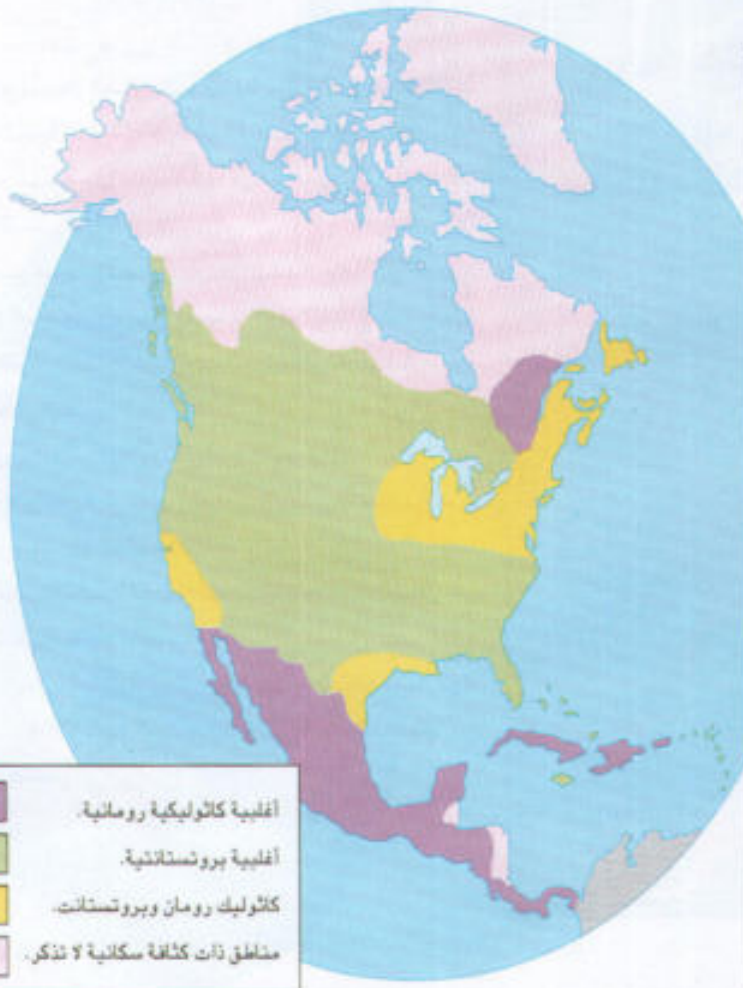 أغلبية كاثوليكية رومانية.
أغلبية بروتستانتية.
كاثوليك رومان وبروتستانت.
مناطق ذات كثافة سكانية لا تذكر.